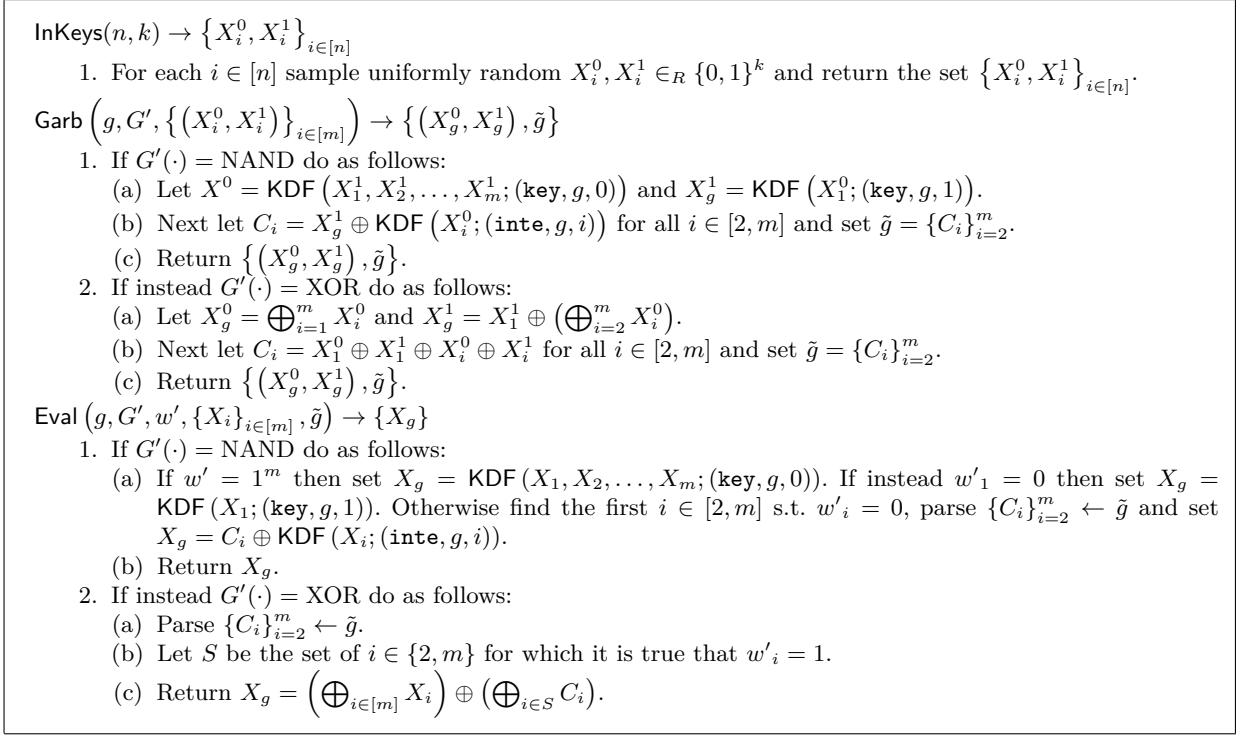 InKeys(n, k) → {X_i^0, X_i^1}_{i∈[n]}
1. For each i ∈ [n] sample uniformly random X_i^0, X_i^1 ∈_R {0, 1}^k and return the set {X_i^0, X_i^1}_{i∈[n]}.
Garb (g, G′, {(X_i^0, X_i^1)}_{i∈[m]}) → {(X_g^0, X_g^1), g̃}
1. If G′(·) = NAND do as follows:
(a) Let X^0 = KDF (X_1^1, X_2^1, . . . , X_m^1; (key, g, 0)) and X_g^1 = KDF (X_1^0; (key, g, 1)).
(b) Next let C_i = X_g^1 ⊕ KDF (X_i^0; (inte, g, i)) for all i ∈ [2, m] and set g̃ = {C_i}_{i=2}^m.
(c) Return {(X_g^0, X_g^1), g̃}.
2. If instead G′(·) = XOR do as follows:
(a) Let X_g^0 = ⊕_{i=1}^m X_i^0 and X_g^1 = X_1^1 ⊕ (⊕_{i=2}^m X_i^0).
(b) Next let C_i = X_1^0 ⊕ X_1^1 ⊕ X_i^0 ⊕ X_i^1 for all i ∈ [2, m] and set g̃ = {C_i}_{i=2}^m.
(c) Return {(X_g^0, X_g^1), g̃}.
Eval (g, G′, w′, {X_i}_{i∈[m]}, g̃) → {X_g}
1. If G′(·) = NAND do as follows:
(a) If w′ = 1^m then set X_g = KDF (X_1, X_2, . . . , X_m; (key, g, 0)). If instead w′_1 = 0 then set X_g =
KDF (X_1; (key, g, 1)). Otherwise find the first i ∈ [2, m] s.t. w′_i = 0, parse {C_i}_{i=2}^m ← g̃ and set
X_g = C_i ⊕ KDF (X_i; (inte, g, i)).
(b) Return X_g.
2. If instead G′(·) = XOR do as follows:
(a) Parse {C_i}_{i=2}^m ← g̃.
(b) Let S be the set of i ∈ {2, m} for which it is true that w′_i = 1.
(c) Return X_g = (⊕_{i∈[m]} X_i) ⊕ (⊕_{i∈S} C_i).